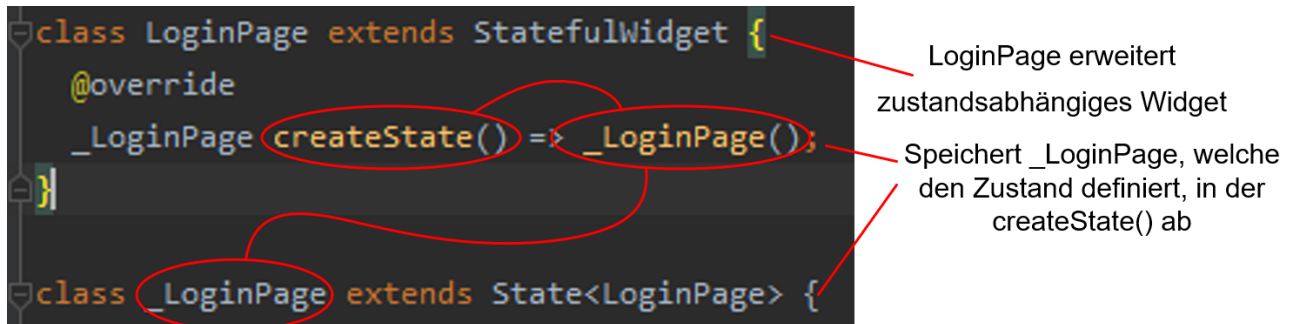 class LoginPage extends StatefulWidget {
@override
_LoginPage createState() => _LoginPage();
}
class _LoginPage extends State<LoginPage> {
LoginPage erweitert
zustandsabhängiges Widget
Speichert _LoginPage, welche
den Zustand definiert, in der
createState() ab